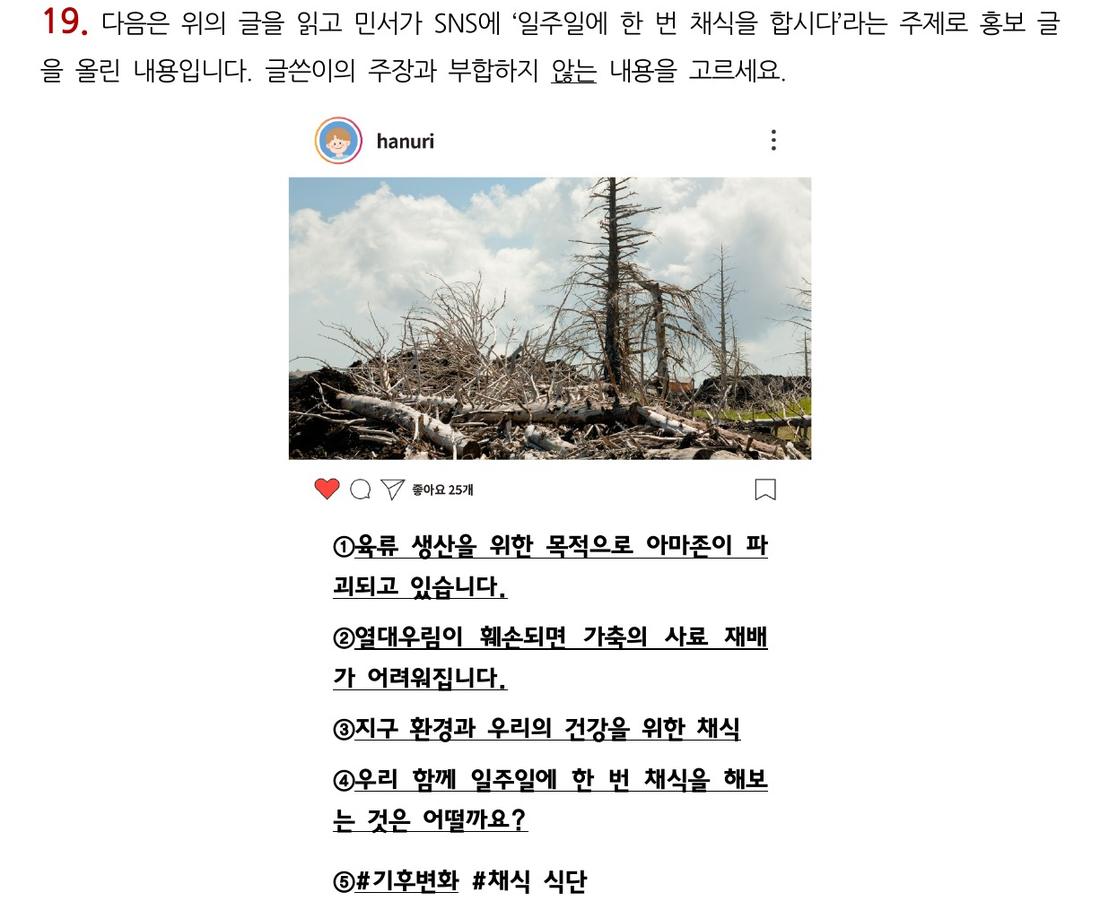 19. 다음은 위의 글을 읽고 민서가 SNS에 ‘일주일에 한 번 채식을 합시다’라는 주제로 홍보 글
을 올린 내용입니다. 글쓴이의 주장과 부합하지 않는 내용을 고르세요.
hanuri
좋아요 25개
①육류 생산을 위한 목적으로 아마존이 파
괴되고 있습니다.
②열대우림이 훼손되면 가축의 사료 재배
가 어려워집니다.
③지구 환경과 우리의 건강을 위한 채식
④우리 함께 일주일에 한 번 채식을 해보
는 것은 어떨까요?
⑤#기후변화 #채식 식단